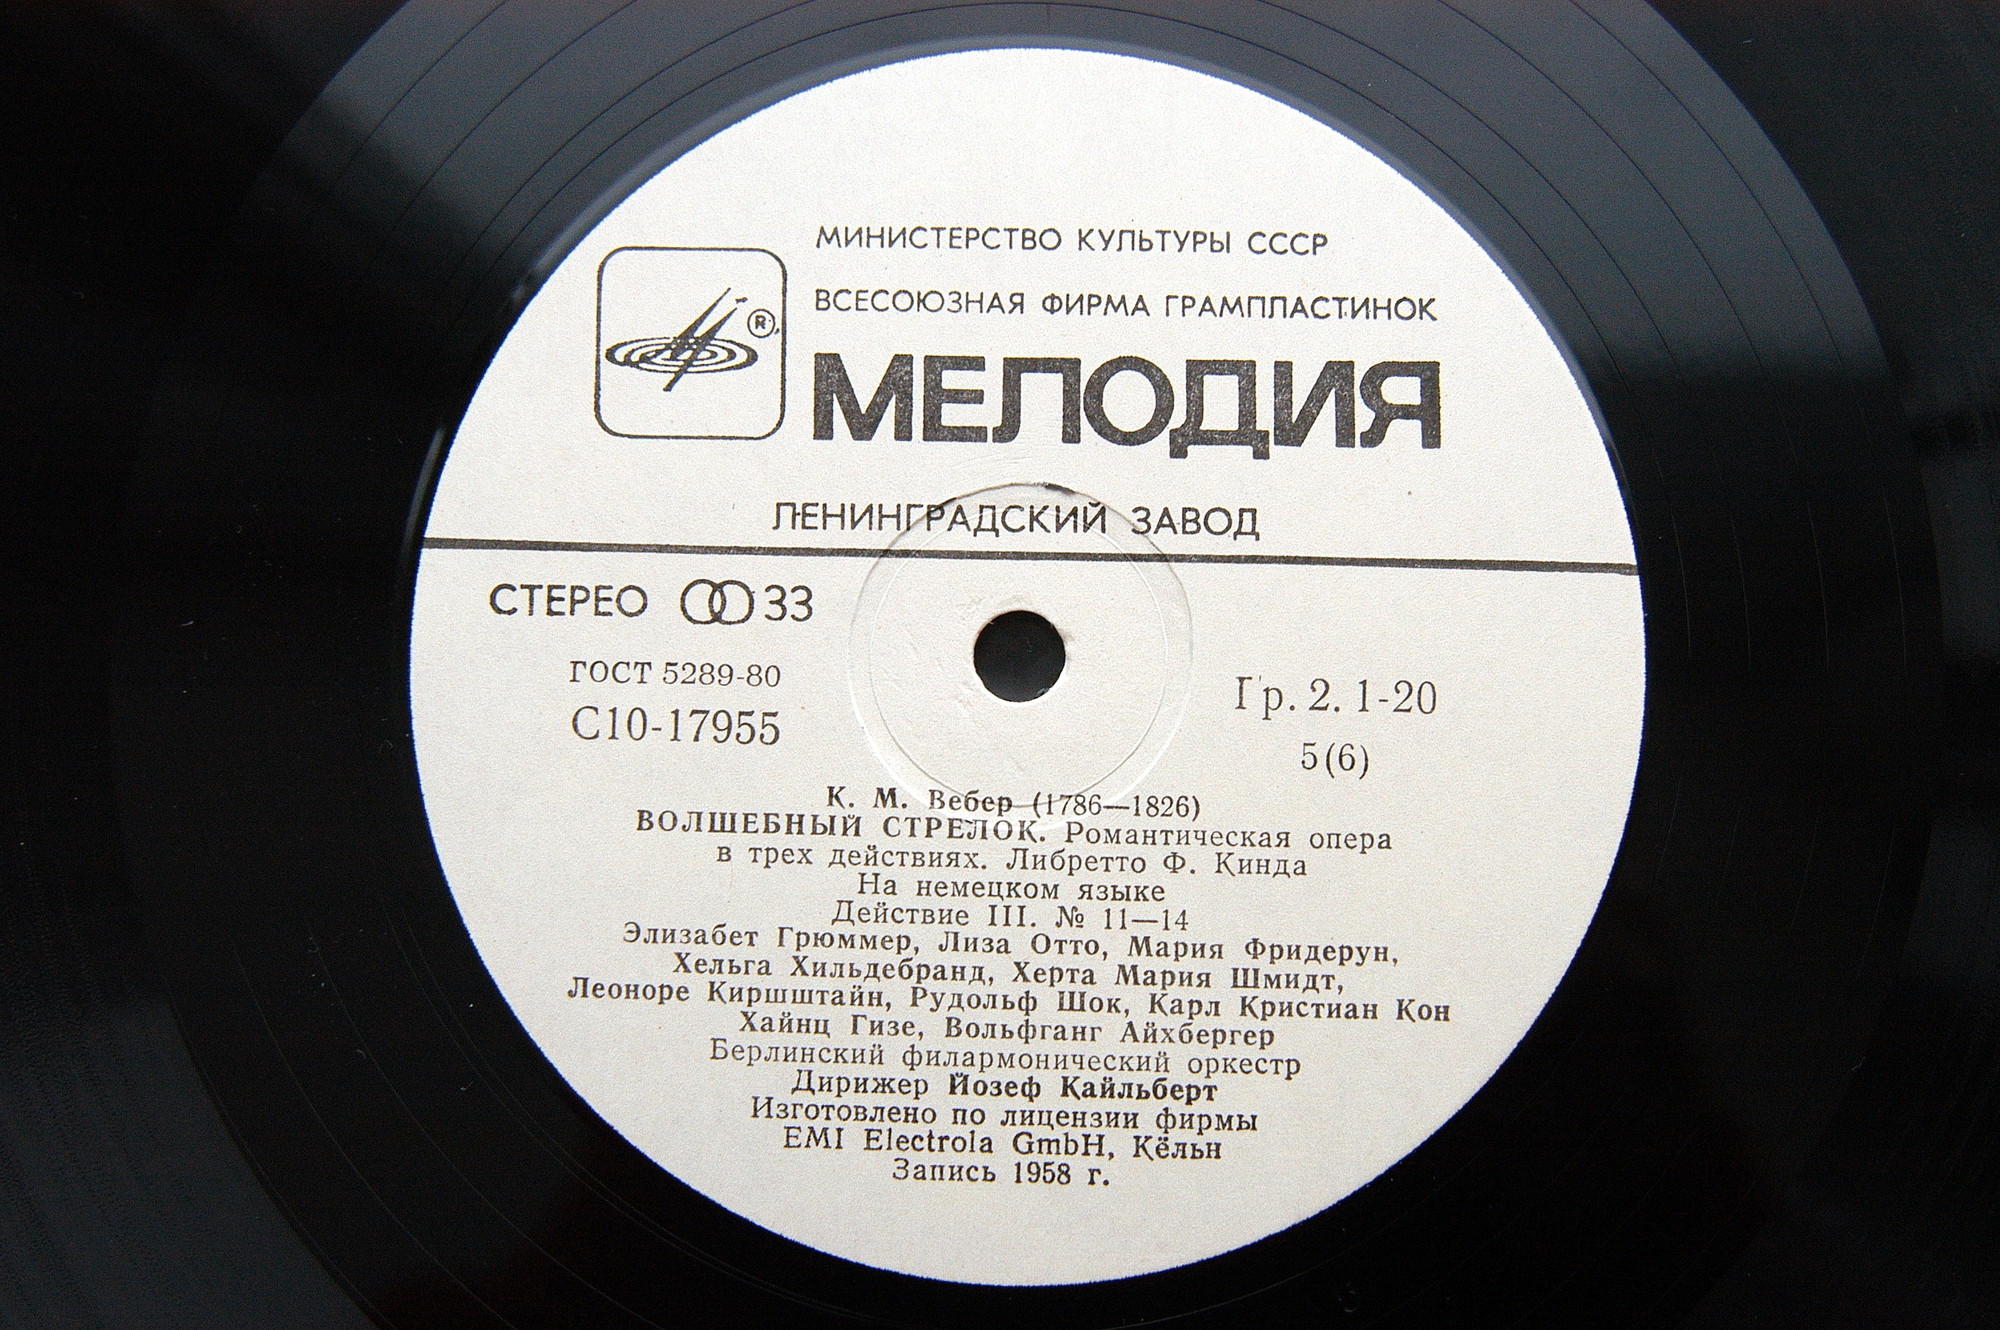 МИНИСТЕРСТВО КУЛЬТУРЫ СССР
ВСЕСОЮЗНАЯ ФИРМА ГРАМПЛАСТИНОК
®
МЕЛОДИЯ
ЛЕНИНГРАДСКИЙ ЗАВОД
СТЕРЕО 33
ГОСТ 5289-80
С10-17955
Гр. 2. 1-20
5(6)
К. М. Вебер (1786—1826)
ВОЛШЕБНЫЙ СТРЕЛОК. Романтическая опера
в трех действиях. Либретто Ф. Кинда
На немецком языке
Действие III. № 11—14
Элизабет Грюммер, Лиза Отто, Мария Фридерун,
Хельга Хильдебранд, Херта Мария Шмидт,
Леоноре Киршштайн, Рудольф Шок, Карл Кристиан Кон
Хайнц Гизе, Вольфганг Айхбергер
Берлинский филармонический оркестр
Дирижер Йозеф Кайльберт
Изготовлено по лицензии фирмы
EMI Electrola GmbH, Кёльн
Запись 1958 г.